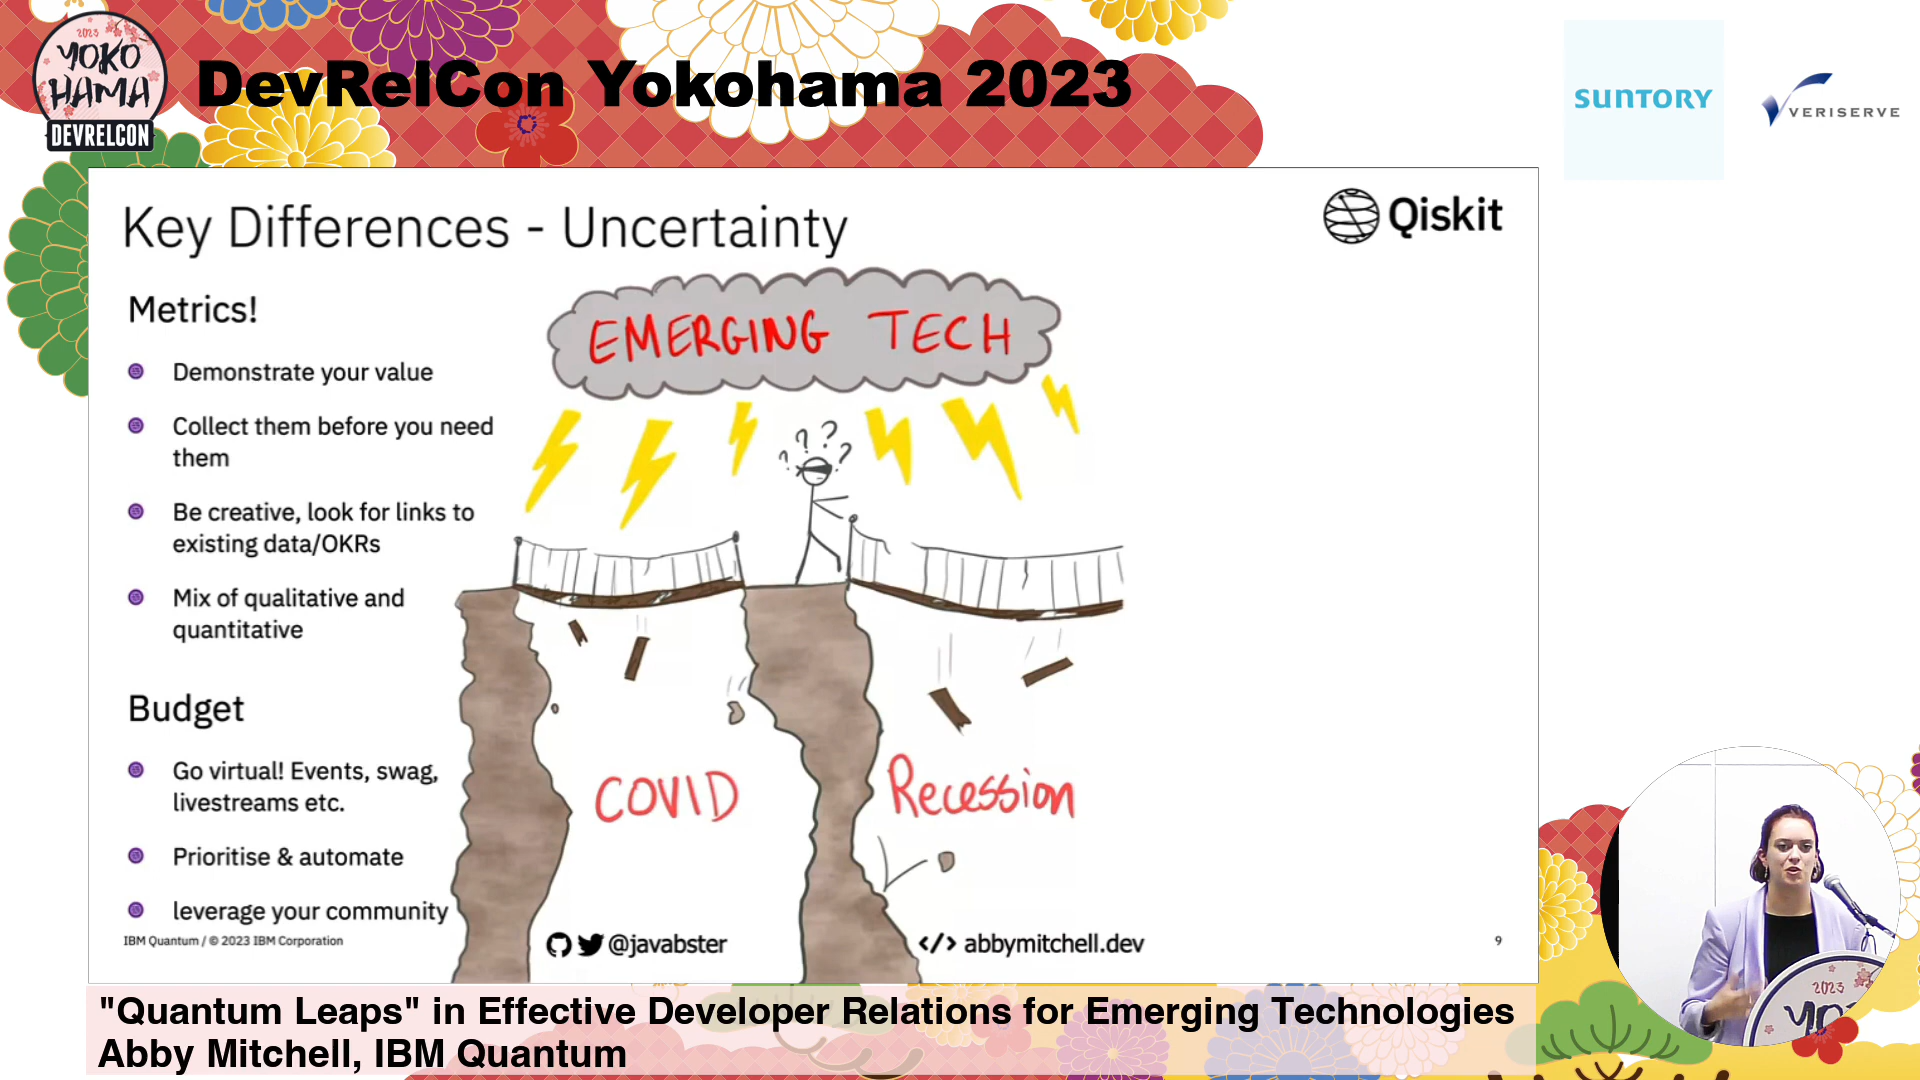 2023
YOKO
HAMA
DEVRELCON
DevRelCon Yokohama 2023
SUNTORY
VERISERVE
Key Differences - Uncertainty
Qiskit
Metrics!
Demonstrate your value
Collect them before you need
them
Be creative, look for links to
existing data/OKRs
Mix of qualitative and
quantitative
Budget
Go virtual! Events, swag,
livestreams etc.
Prioritise & automate
leverage your community
EMERGING TECH
? ? ? ?
COVID
Recession
IBM Quantum / © 2023 IBM Corporation
@javabster
</> abbymitchell.dev
9
2023
YO
"Quantum Leaps" in Effective Developer Relations for Emerging Technologies
Abby Mitchell, IBM Quantum